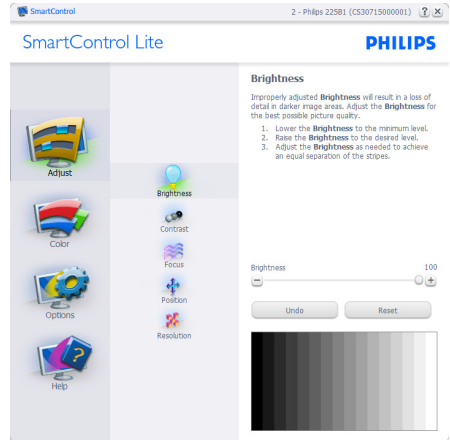 SmartControl
2 - Philips 225B1 (CS30715000001)
?
SmartControl Lite
PHILIPS
Adjust
Color
Options
Help
Brightness
Contrast
Focus
Position
Resolution
Brightness
Improperly adjusted Brightness will result in a loss of
detail in darker image areas. Adjust the Brightness for
the best possible picture quality.
1. Lower the Brightness to the minimum level.
2. Raise the Brightness to the desired level.
3. Adjust the Brightness as needed to achieve
an equal separation of the stripes.
Brightness 100
Undo Reset